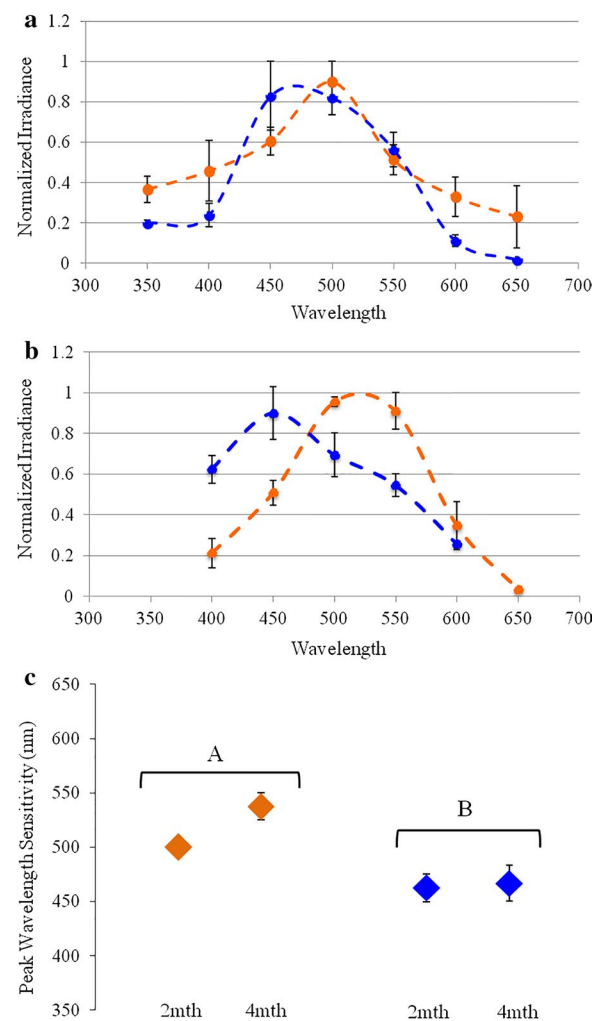 a
1.2
1
0.8
0.6
0.4
0.2
0
Normalized Irradiance
300 350 400 450 500 550 600 650 700
Wavelength
b
1.2
1
0.8
0.6
0.4
0.2
0
Normalized Irradiance
300 350 400 450 500 550 600 650 700
Wavelength
c
650
600
550
500
450
400
350
Peak Wavelength Sensitivity (nm)
A
B
2mth 4mth 2mth 4mth